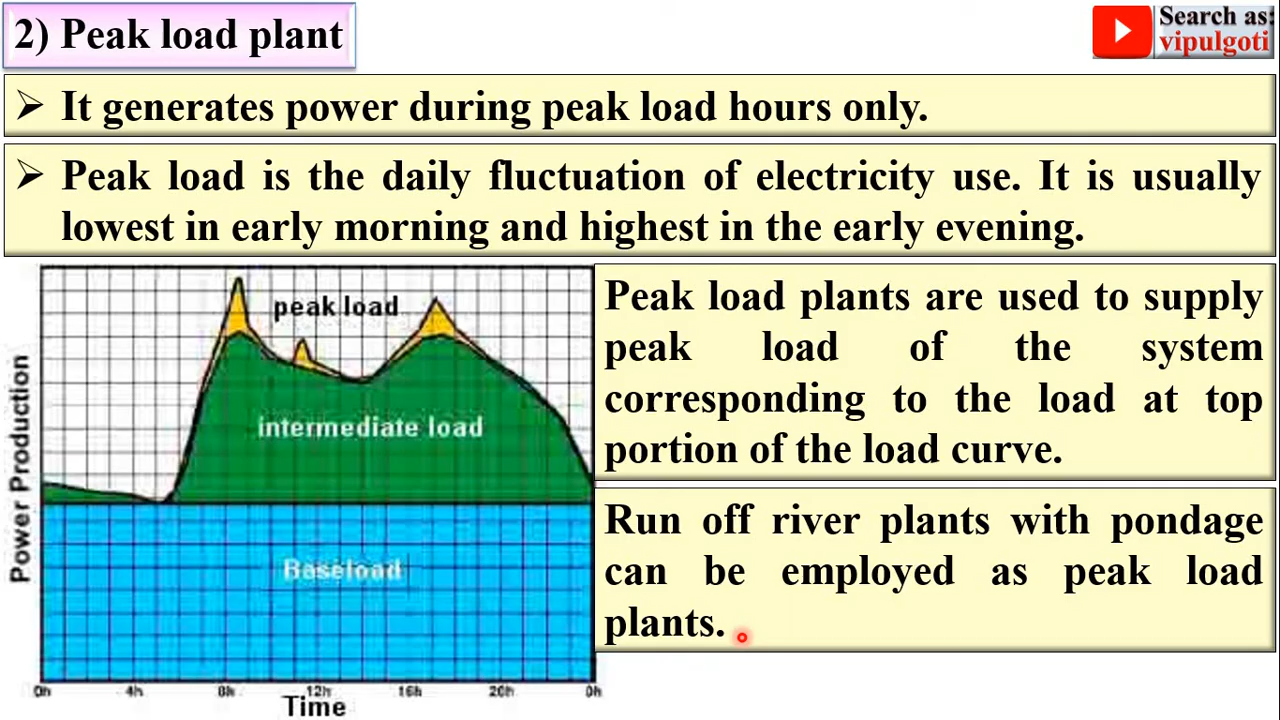 2) Peak load plant
Search as:
vipulgoti
➢ It generates power during peak load hours only.
➢ Peak load is the daily fluctuation of electricity use. It is usually
lowest in early morning and highest in the early evening.
peak load
intermediate load
Baseload
Power Production
0h 4h 8h 12h 16h 20h 0h
Time
Peak load plants are used to supply
peak load of the system
corresponding to the load at top
portion of the load curve.
Run off river plants with pondage
can be employed as peak load
plants.